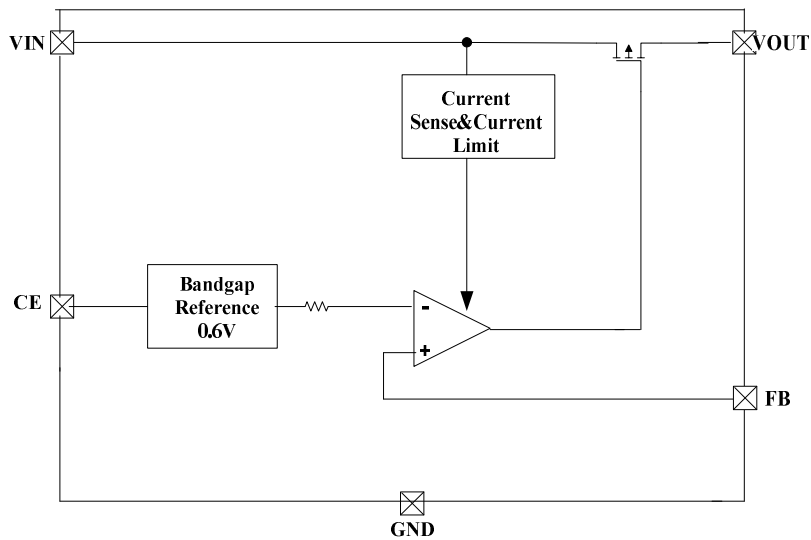 VIN
VOUT
Current
Sense&Current
Limit
Bandgap
Reference
0.6V
CE
-
+
FB
GND